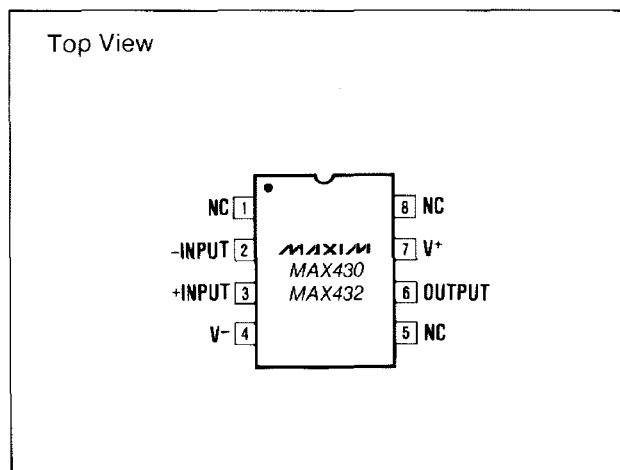 Top View
NC 1
-INPUT 2
+INPUT 3
V- 4
MAXIM
MAX430
MAX432
8 NC
7 V+
6 OUTPUT
5 NC